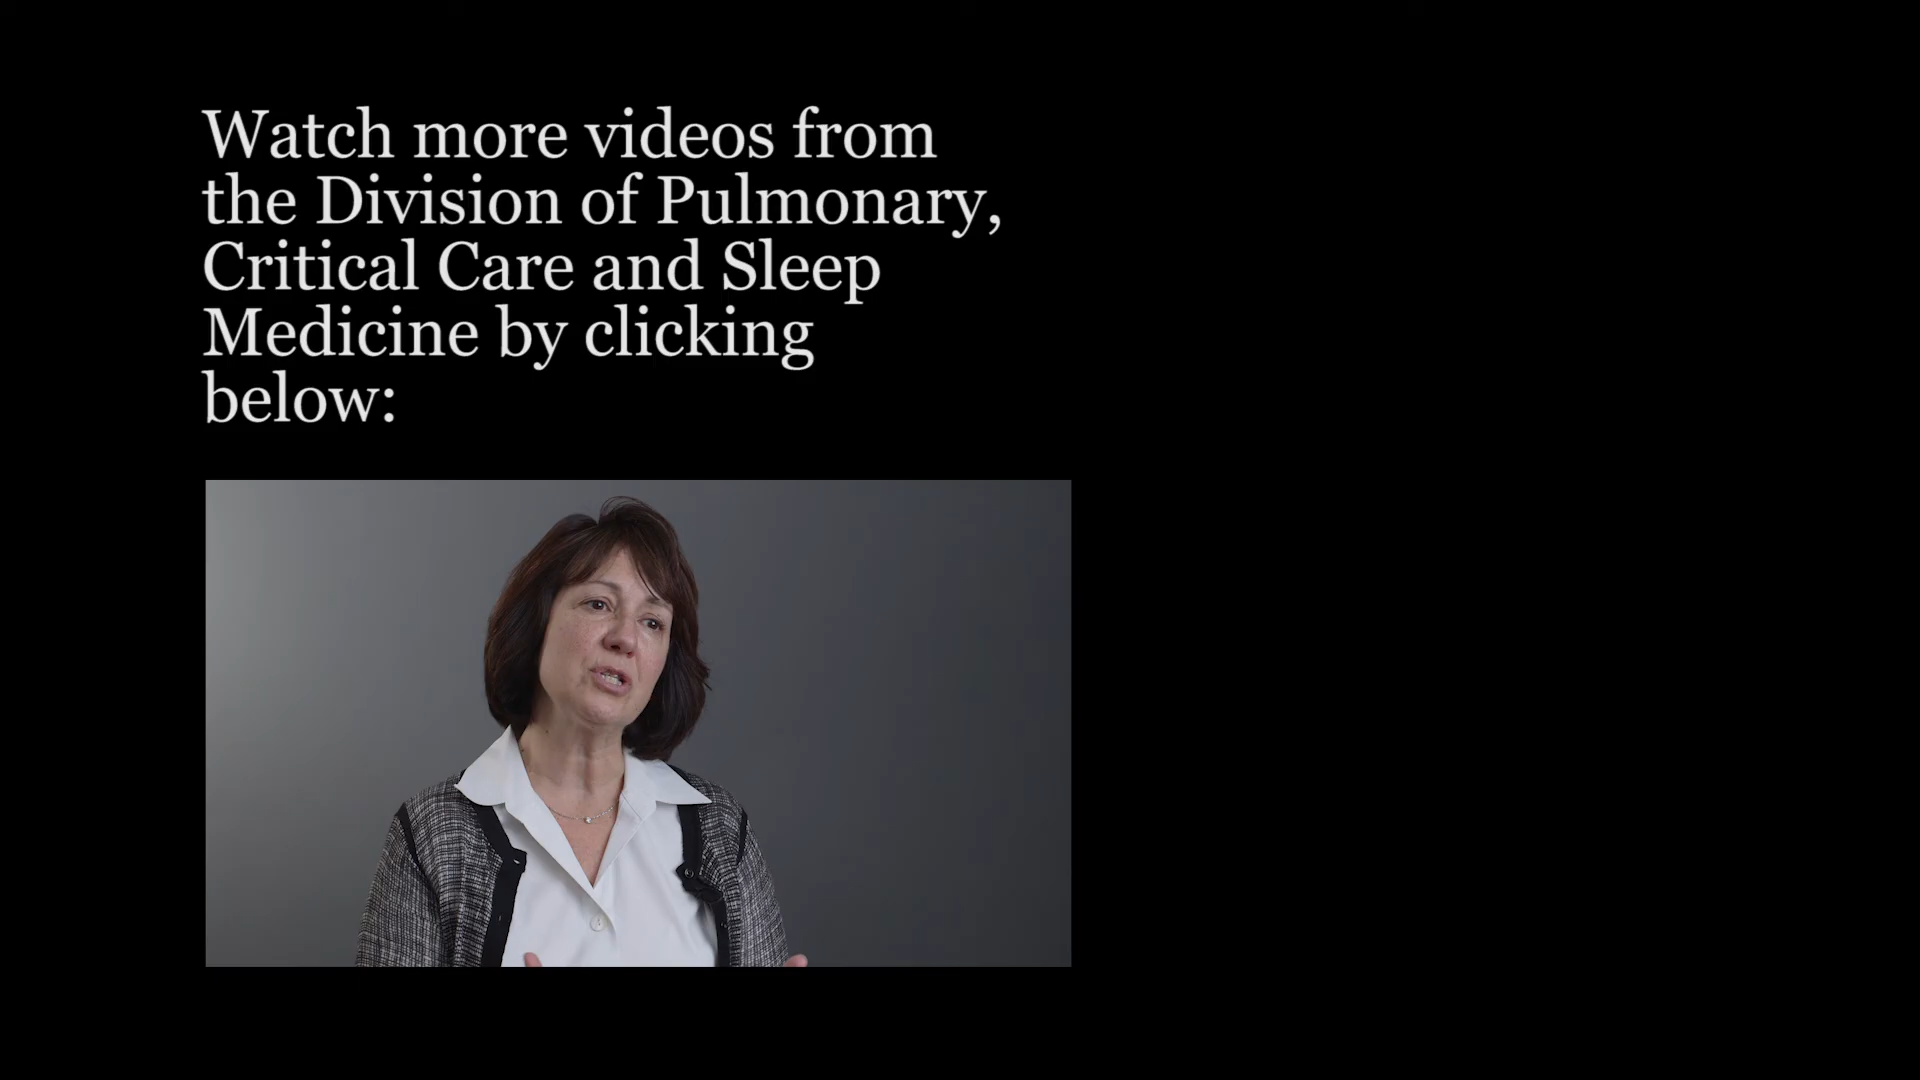 Watch more videos from
the Division of Pulmonary,
Critical Care and Sleep
Medicine by clicking
below: